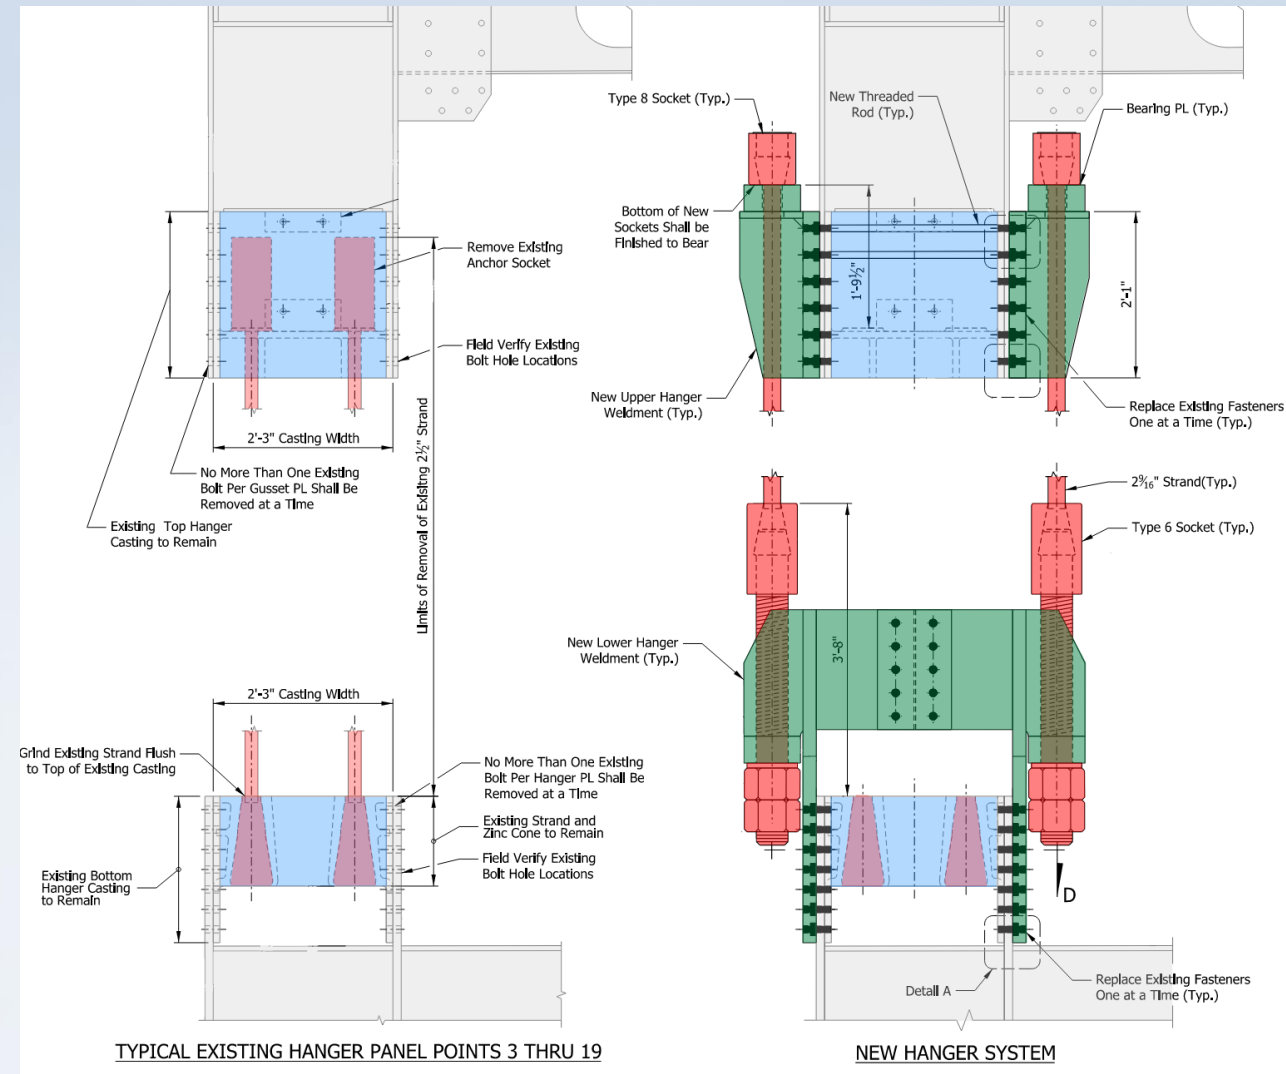 Remove Existing
Anchor Socket
Field Verify Existing
Bolt Hole Locations
2'-3" Casting Width
No More Than One Existing
Bolt Per Gusset PL Shall Be
Removed at a Time
Existing Top Hanger
Casting to Remain
Limits of Removal of Exisitng 2½" Strand
2'-3" Casting Width
Grind Existing Strand Flush
to Top of Existing Casting
No More Than One Existing
Bolt Per Hanger PL Shall Be
Removed at a Time
Existing Strand and
Zinc Cone to Remain
Field Verify Existing
Bolt Hole Locations
Existing Bottom
Hanger Casting
to Remain
TYPICAL EXISTING HANGER PANEL POINTS 3 THRU 19
Type 8 Socket (Typ.)
New Threaded
Rod (Typ.)
Bearing PL (Typ.)
Bottom of New
Sockets Shall be
Finished to Bear
1'-9½"
2'-1"
New Upper Hanger
Weldment (Typ.)
Replace Existing Fasteners
One at a Time (Typ.)
2⁹⁄₁₆" Strand(Typ.)
Type 6 Socket (Typ.)
New Lower Hanger
Weldment (Typ.)
3'-8"
D
Detail A
Replace Existing Fasteners
One at a Time (Typ.)
NEW HANGER SYSTEM